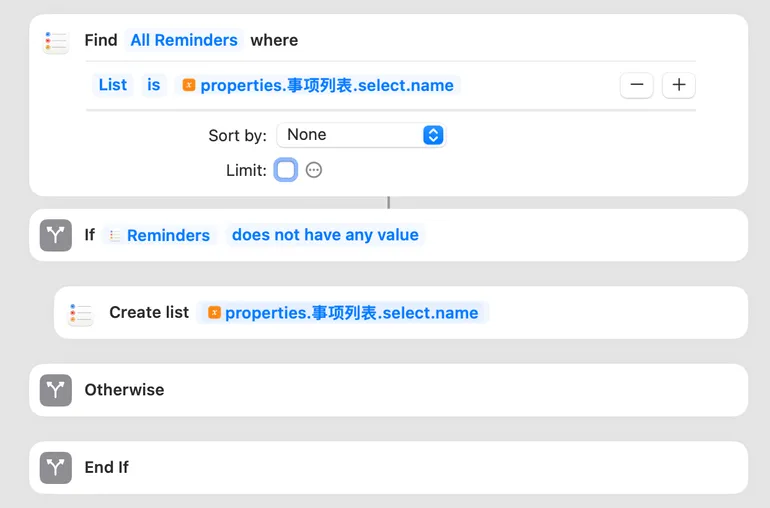 Find All Reminders where
List is x properties.事项列表.select.name
Sort by: None
Limit:
If Reminders does not have any value
Create list x properties.事项列表.select.name
Otherwise
End If